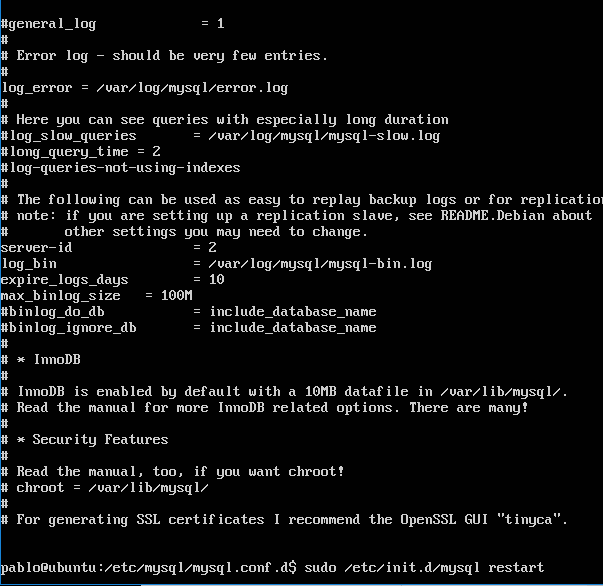 #general_log             = 1
#
# Error log - should be very few entries.
#
log_error = /var/log/mysql/error.log
#
# Here you can see queries with especially long duration
#log_slow_queries       = /var/log/mysql/mysql-slow.log
#long_query_time = 2
#log-queries-not-using-indexes
#
# The following can be used as easy to replay backup logs or for replication
# note: if you are setting up a replication slave, see README.Debian about
#       other settings you may need to change.
server-id               = 2
log_bin                 = /var/log/mysql/mysql-bin.log
expire_logs_days        = 10
max_binlog_size   = 100M
#binlog_do_db           = include_database_name
#binlog_ignore_db       = include_database_name
#
# * InnoDB
#
# InnoDB is enabled by default with a 10MB datafile in /var/lib/mysql/.
# Read the manual for more InnoDB related options. There are many!
#
# * Security Features
#
# Read the manual, too, if you want chroot!
# chroot = /var/lib/mysql/
#
# For generating SSL certificates I recommend the OpenSSL GUI "tinyca".
pablo@ubuntu:/etc/mysql/mysql.conf.d$ sudo /etc/init.d/mysql restart